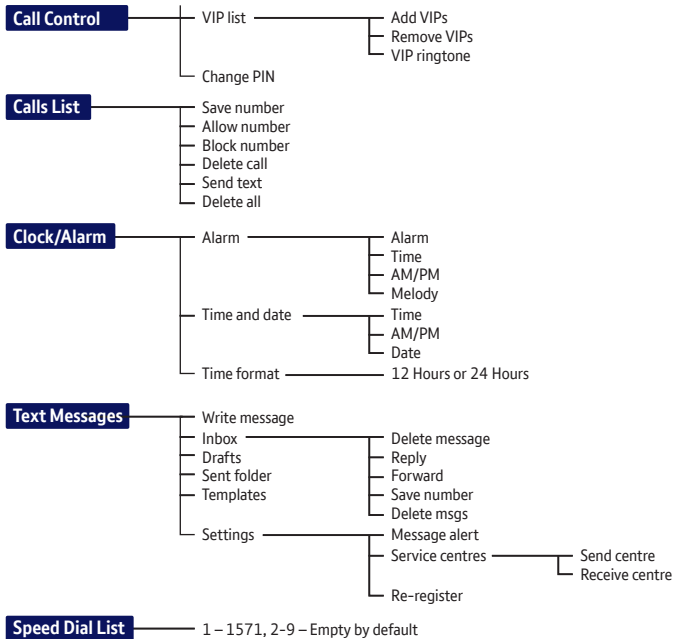 Call Control VIP list Add VIPs
Remove VIPs
VIP ringtone
Change PIN
Calls List Save number
Allow number
Block number
Delete call
Send text
Delete all
Clock/Alarm Alarm Alarm
Time
AM/PM
Melody
Time and date Time
AM/PM
Date
Time format 12 Hours or 24 Hours
Text Messages Write message
Inbox Delete message
Drafts Reply
Sent folder Forward
Templates Save number
Delete msgs
Settings Message alert
Service centres Send centre
Receive centre
Re-register
Speed Dial List 1 – 1571, 2-9 – Empty by default